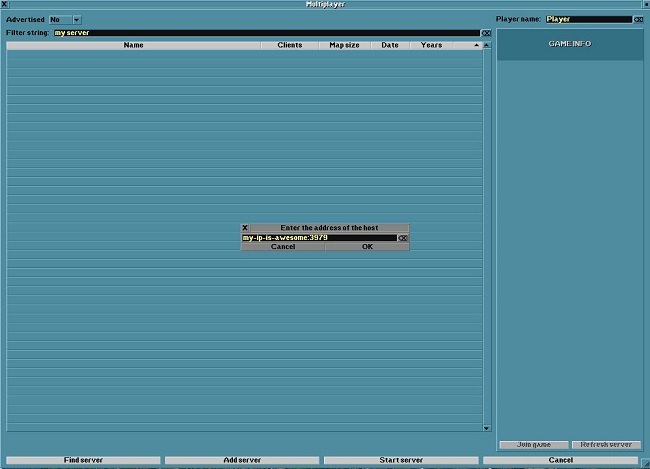 X Multiplayer
Advertised No
Player name: Player
Filter string: my server
Name Clients Map size Date Years
GAME INFO
X Enter the address of the host
my-ip-is-awesome:3979
Cancel OK
Join game Refresh server
Find server Add server Start server Cancel